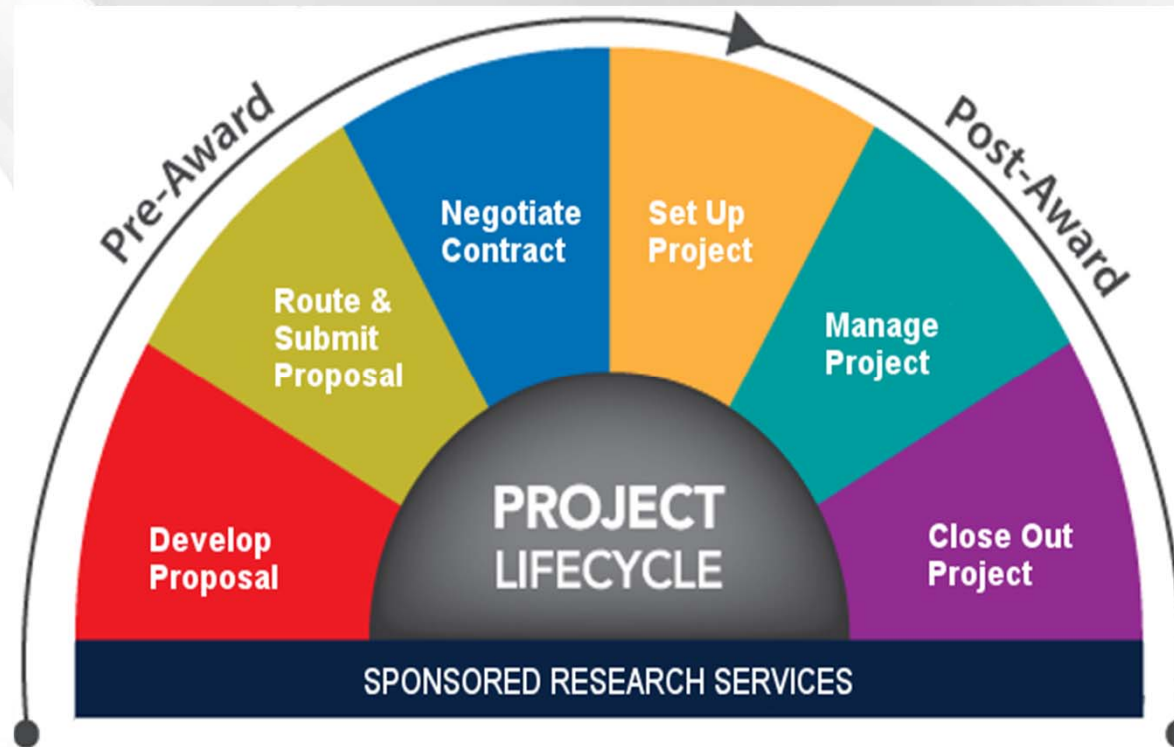 Pre-Award
Post-Award
Develop
Proposal
Route &
Submit
Proposal
Negotiate
Contract
Set Up
Project
Manage
Project
Close Out
Project
PROJECT
LIFECYCLE
SPONSORED RESEARCH SERVICES